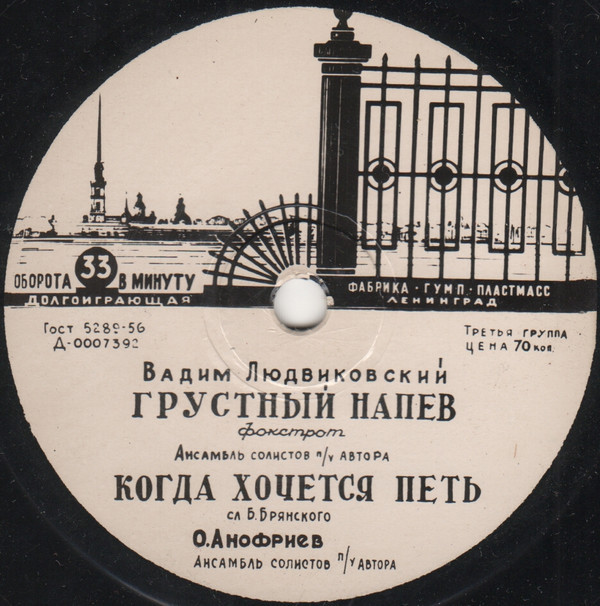 ОБОРОТА 33 В МИНУТУ
ДОЛГОИГРАЮЩАЯ
ФАБРИКА · ГУМП · ПЛАСТМАСС
ЛЕНИНГРАД
Гост 5289-56
Д-0007392
ТРЕТЬЯ ГРУППА
ЦЕНА 70 коп.
Вадим Людвиковский
ГРУСТНЫЙ НАПЕВ
фокстрот
Ансамбль солистов п/у автора
КОГДА ХОЧЕТСЯ ПЕТЬ
сл Б. Брянского
О.Анофриев
Ансамбль солистов п/у автора